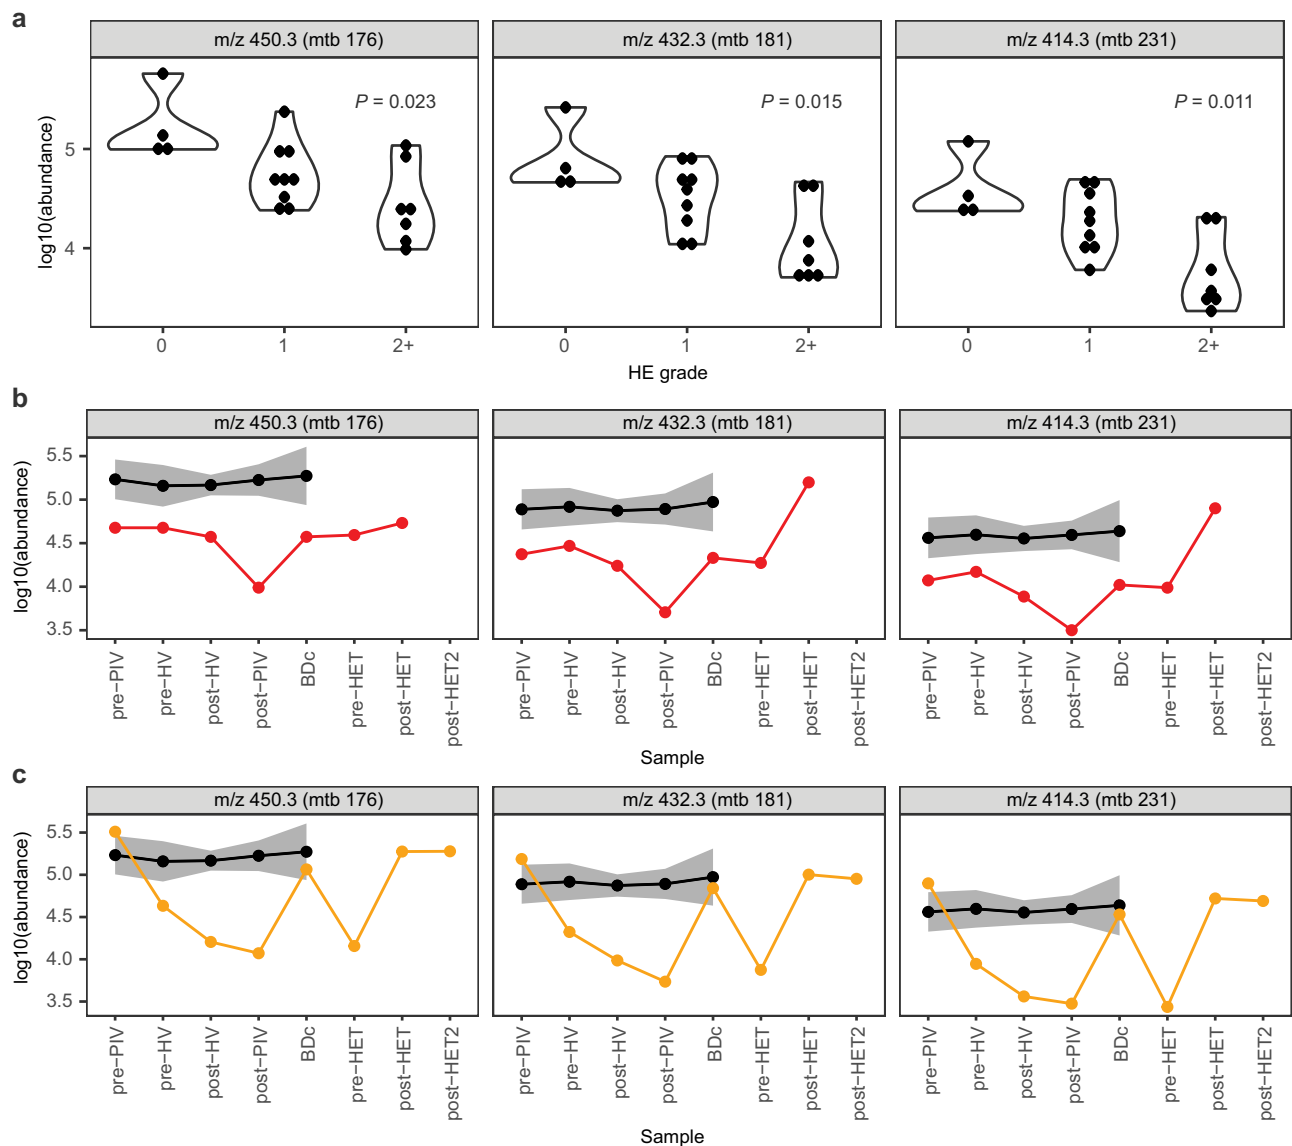 a
m/z 450.3 (mtb 176) m/z 432.3 (mtb 181) m/z 414.3 (mtb 231)
P = 0.023 P = 0.015 P = 0.011
log10(abundance)
5
4
0 1 2+ 0 1 2+ 0 1 2+
HE grade
b
m/z 450.3 (mtb 176) m/z 432.3 (mtb 181) m/z 414.3 (mtb 231)
log10(abundance)
5.5
5.0
4.5
4.0
3.5
pre−PIV pre−HV post−HV post−PIV BDc pre−HET post−HET post−HET2 pre−PIV pre−HV post−HV post−PIV BDc pre−HET post−HET post−HET2 pre−PIV pre−HV post−HV post−PIV BDc pre−HET post−HET post−HET2
Sample
c
m/z 450.3 (mtb 176) m/z 432.3 (mtb 181) m/z 414.3 (mtb 231)
log10(abundance)
5.5
5.0
4.5
4.0
3.5
pre−PIV pre−HV post−HV post−PIV BDc pre−HET post−HET post−HET2 pre−PIV pre−HV post−HV post−PIV BDc pre−HET post−HET post−HET2 pre−PIV pre−HV post−HV post−PIV BDc pre−HET post−HET post−HET2
Sample